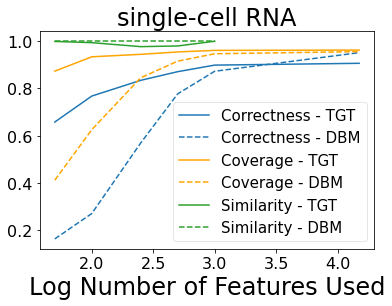 single-cell RNA
1.0
0.8
0.6
0.4
0.2
Correctness - TGT
Correctness - DBM
Coverage - TGT
Coverage - DBM
Similarity - TGT
Similarity - DBM
2.0 2.5 3.0 3.5 4.0
Log Number of Features Used